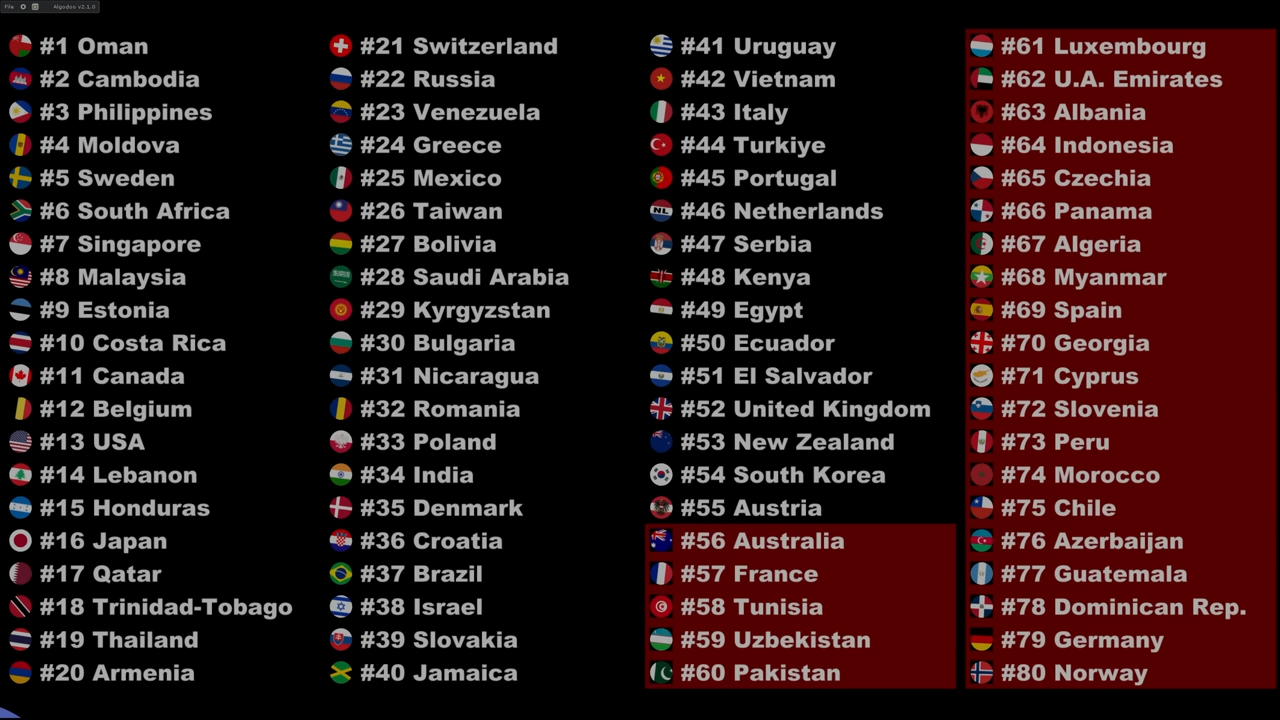 File Algodoo v2.1.0
#1 Oman
#2 Cambodia
#3 Philippines
#4 Moldova
#5 Sweden
#6 South Africa
#7 Singapore
#8 Malaysia
#9 Estonia
#10 Costa Rica
#11 Canada
#12 Belgium
#13 USA
#14 Lebanon
#15 Honduras
#16 Japan
#17 Qatar
#18 Trinidad-Tobago
#19 Thailand
#20 Armenia
#21 Switzerland
#22 Russia
#23 Venezuela
#24 Greece
#25 Mexico
#26 Taiwan
#27 Bolivia
#28 Saudi Arabia
#29 Kyrgyzstan
#30 Bulgaria
#31 Nicaragua
#32 Romania
#33 Poland
#34 India
#35 Denmark
#36 Croatia
#37 Brazil
#38 Israel
#39 Slovakia
#40 Jamaica
#41 Uruguay
#42 Vietnam
#43 Italy
#44 Turkiye
#45 Portugal
NL #46 Netherlands
#47 Serbia
#48 Kenya
#49 Egypt
#50 Ecuador
#51 El Salvador
#52 United Kingdom
#53 New Zealand
#54 South Korea
#55 Austria
#56 Australia
#57 France
#58 Tunisia
#59 Uzbekistan
#60 Pakistan
#61 Luxembourg
#62 U.A. Emirates
#63 Albania
#64 Indonesia
#65 Czechia
#66 Panama
#67 Algeria
#68 Myanmar
#69 Spain
#70 Georgia
#71 Cyprus
#72 Slovenia
#73 Peru
#74 Morocco
#75 Chile
#76 Azerbaijan
#77 Guatemala
#78 Dominican Rep.
#79 Germany
#80 Norway